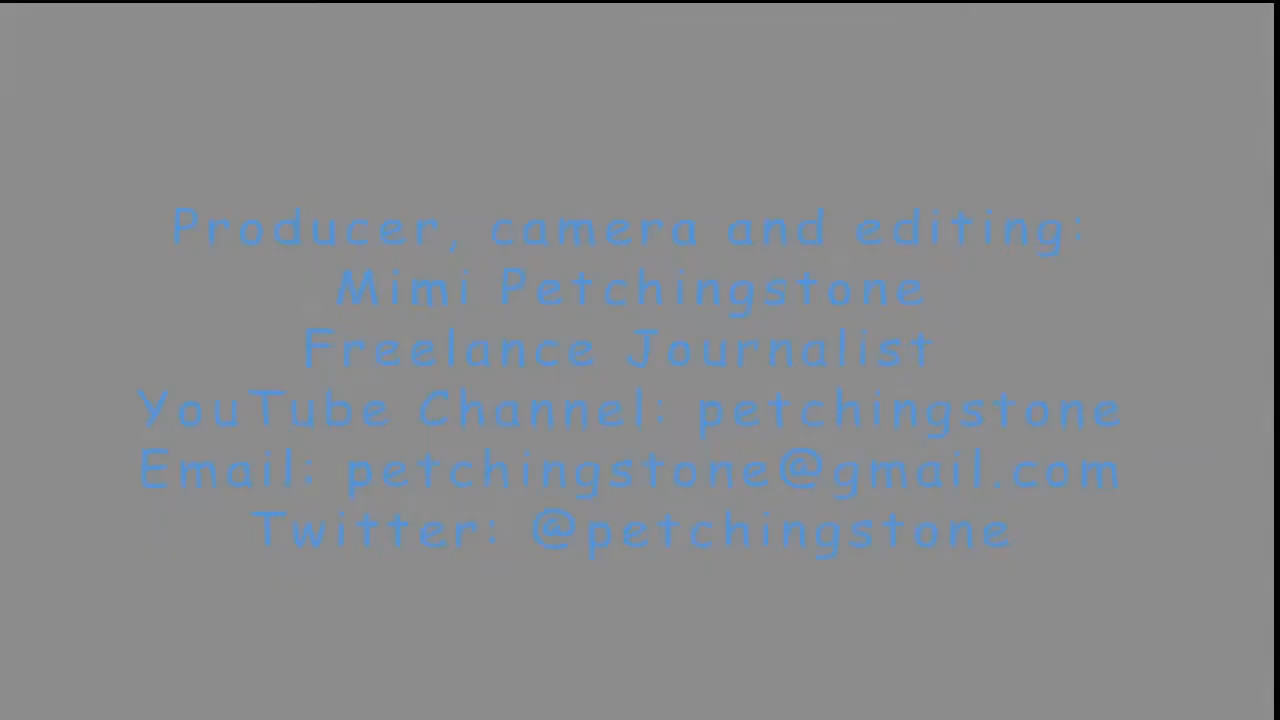 Producer, camera and editing:
Mimi Petchingstone
Freelance Journalist
YouTube Channel: petchingstone
Email: petchingstone@gmail.com
Twitter: @petchingstone